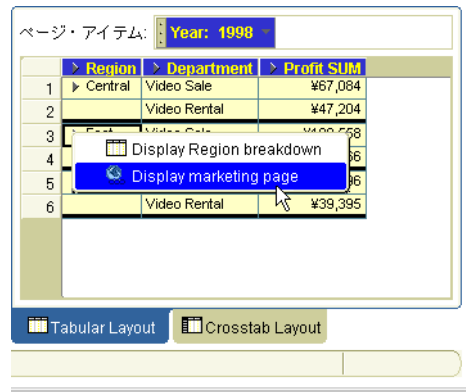 ページ・アイテム: Year: 1998
Region Department Profit SUM
1 Central Video Sale ¥67,084
2 Video Rental ¥47,204
3
Display Region breakdown
4
Display marketing page
5
6 Video Rental ¥39,395
Tabular Layout Crosstab Layout